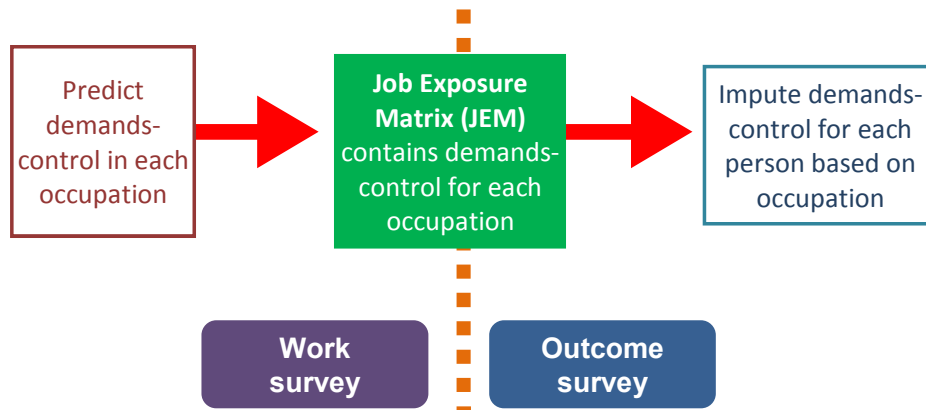 Predict
demands-
control in each
occupation
Job Exposure
Matrix (JEM)
contains demands-
control for each
occupation
Impute demands-
control for each
person based on
occupation
Work
survey
Outcome
survey